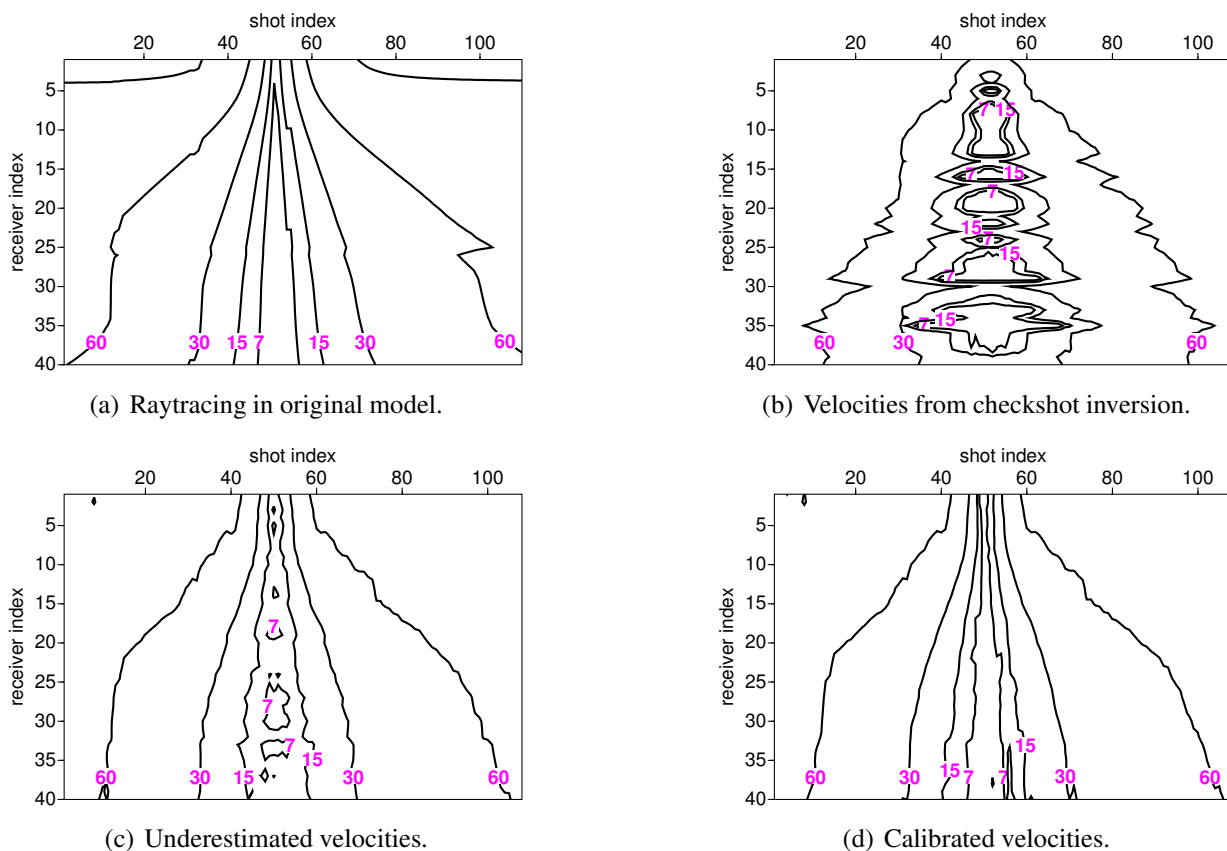 shot index
20 40 60 80 100
receiver index
5
10
15
20
25
30
35
40
60 30 15 7 15 30 60
(a) Raytracing in original model.
shot index
20 40 60 80 100
receiver index
5
10
15
20
25
30
35
40
7 15
7 15
7
15
7
15
7
7 15
60 30 60
(b) Velocities from checkshot inversion.
shot index
20 40 60 80 100
receiver index
5
10
15
20
25
30
35
40
7
7
7
15
60 30 15 30 60
(c) Underestimated velocities.
shot index
20 40 60 80 100
receiver index
5
10
15
20
25
30
35
40
15
15
60 30 7 7 30 60
(d) Calibrated velocities.